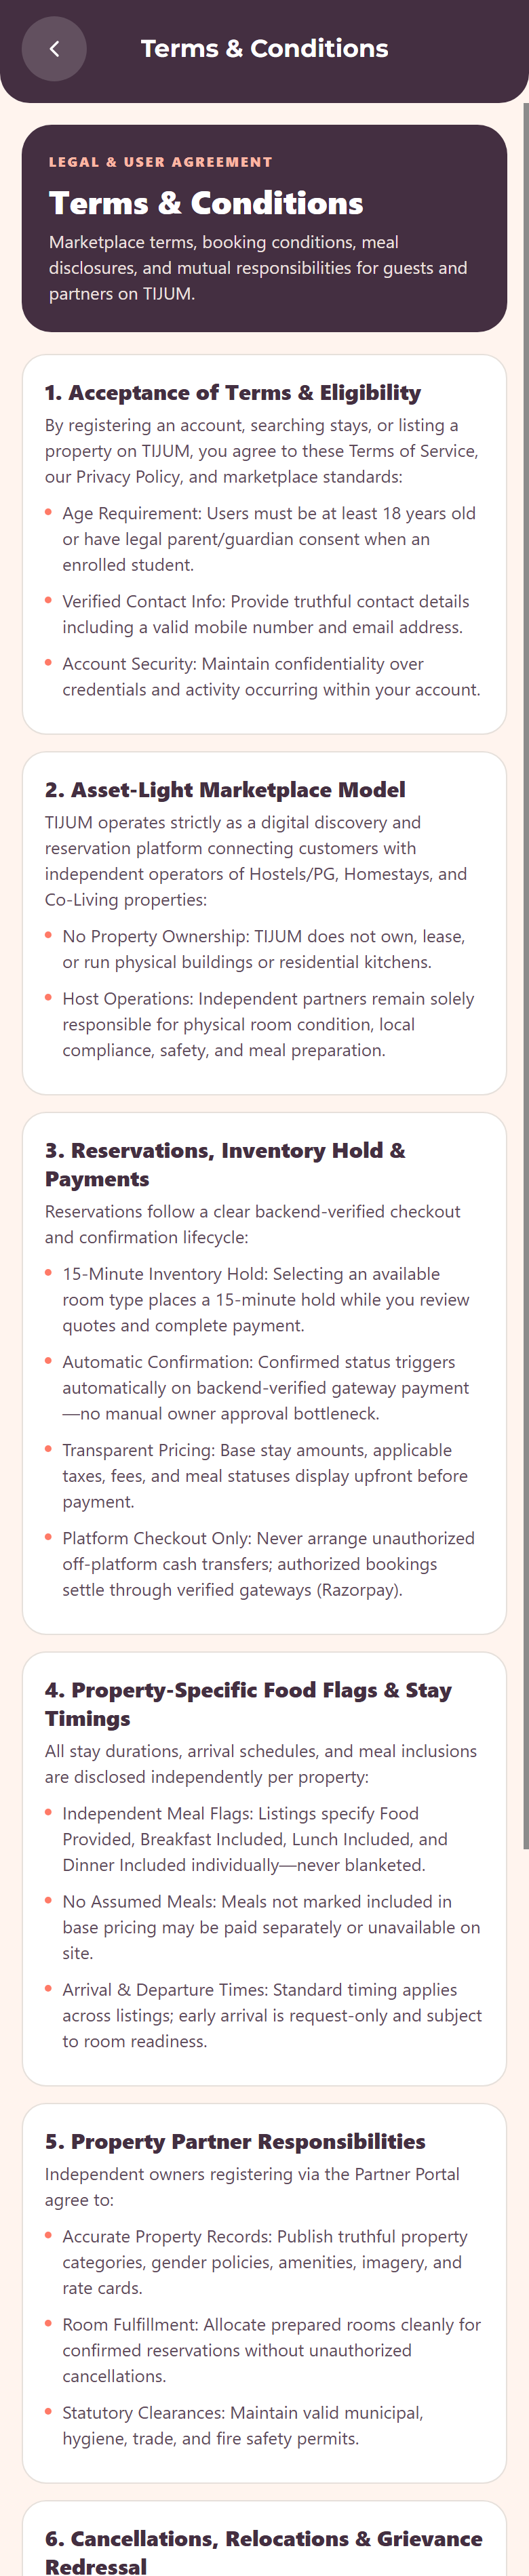 Terms & Conditions
LEGAL & USER AGREEMENT
Terms & Conditions
Marketplace terms, booking conditions, meal
disclosures, and mutual responsibilities for guests and
partners on TIJUM.
1. Acceptance of Terms & Eligibility
By registering an account, searching stays, or listing a
property on TIJUM, you agree to these Terms of Service,
our Privacy Policy, and marketplace standards:
Age Requirement: Users must be at least 18 years old
or have legal parent/guardian consent when an
enrolled student.
Verified Contact Info: Provide truthful contact details
including a valid mobile number and email address.
Account Security: Maintain confidentiality over
credentials and activity occurring within your account.
2. Asset-Light Marketplace Model
TIJUM operates strictly as a digital discovery and
reservation platform connecting customers with
independent operators of Hostels/PG, Homestays, and
Co-Living properties:
No Property Ownership: TIJUM does not own, lease,
or run physical buildings or residential kitchens.
Host Operations: Independent partners remain solely
responsible for physical room condition, local
compliance, safety, and meal preparation.
3. Reservations, Inventory Hold &
Payments
Reservations follow a clear backend-verified checkout
and confirmation lifecycle:
15-Minute Inventory Hold: Selecting an available
room type places a 15-minute hold while you review
quotes and complete payment.
Automatic Confirmation: Confirmed status triggers
automatically on backend-verified gateway payment
—no manual owner approval bottleneck.
Transparent Pricing: Base stay amounts, applicable
taxes, fees, and meal statuses display upfront before
payment.
Platform Checkout Only: Never arrange unauthorized
off-platform cash transfers; authorized bookings
settle through verified gateways (Razorpay).
4. Property-Specific Food Flags & Stay
Timings
All stay durations, arrival schedules, and meal inclusions
are disclosed independently per property:
Independent Meal Flags: Listings specify Food
Provided, Breakfast Included, Lunch Included, and
Dinner Included individually—never blanketed.
No Assumed Meals: Meals not marked included in
base pricing may be paid separately or unavailable on
site.
Arrival & Departure Times: Standard timing applies
across listings; early arrival is request-only and subject
to room readiness.
5. Property Partner Responsibilities
Independent owners registering via the Partner Portal
agree to:
Accurate Property Records: Publish truthful property
categories, gender policies, amenities, imagery, and
rate cards.
Room Fulfillment: Allocate prepared rooms cleanly for
confirmed reservations without unauthorized
cancellations.
Statutory Clearances: Maintain valid municipal,
hygiene, trade, and fire safety permits.
6. Cancellations, Relocations & Grievance
Redressal